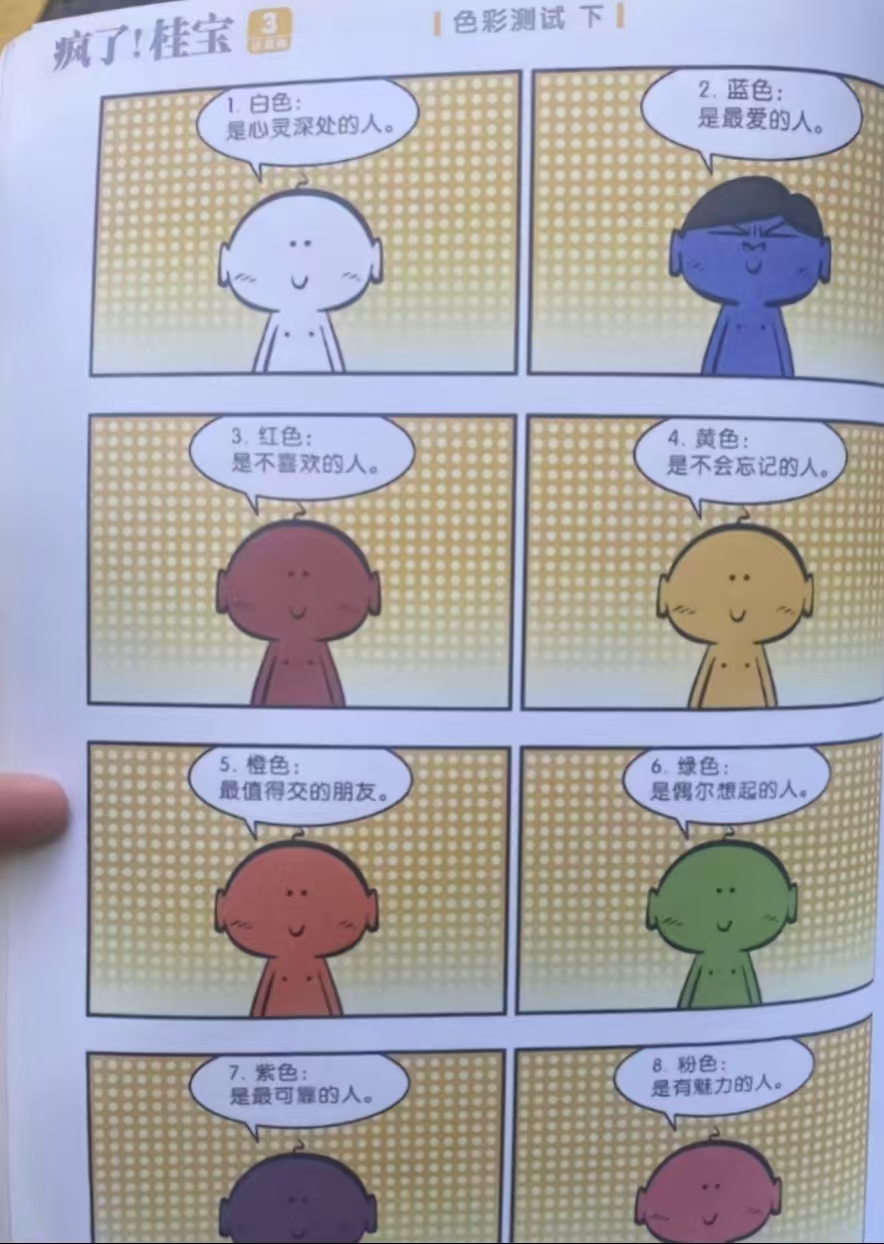 疯了!桂宝
3
色彩测试 下
1. 白色:
是心灵深处的人。
2. 蓝色:
是最爱的人。
3. 红色:
是不喜欢的人。
4. 黄色:
是不会忘记的人。
5. 橙色:
最值得交的朋友。
6. 绿色:
是偶尔想起的人。
7. 紫色:
是最可靠的人。
8. 粉色:
是有魅力的人。